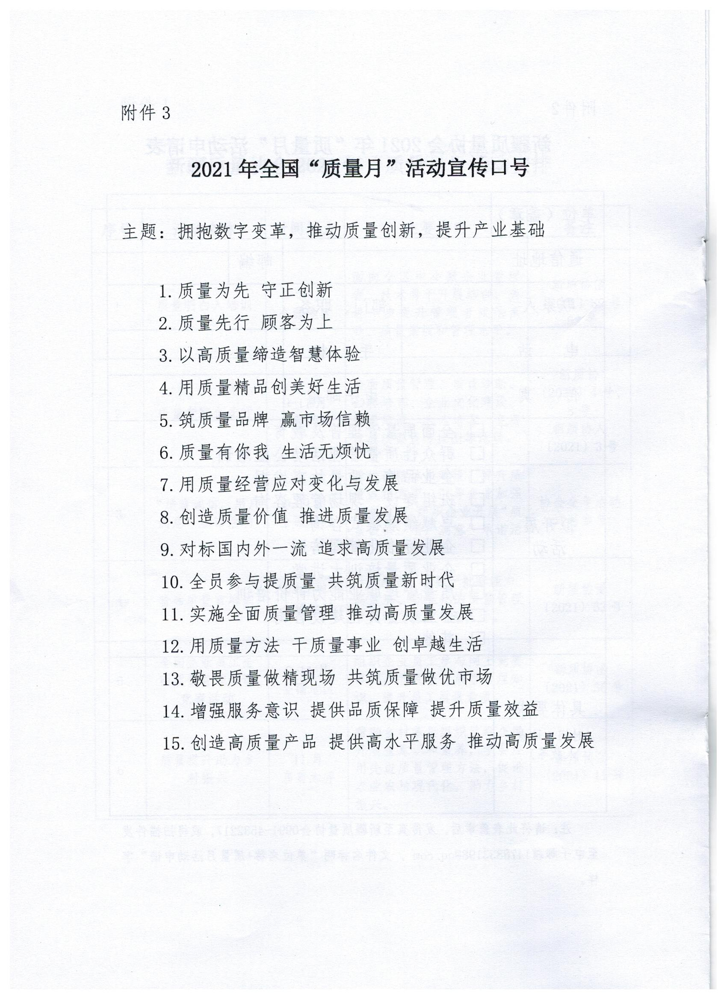 附件 3
2021 年全国“质量月”活动宣传口号
主题：拥抱数字变革，推动质量创新，提升产业基础
1. 质量为先 守正创新
2. 质量先行 顾客为上
3. 以高质量缔造智慧体验
4. 用质量精品创美好生活
5. 筑质量品牌 赢市场信赖
6. 质量有你我 生活无烦忧
7. 用质量经营应对变化与发展
8. 创造质量价值 推进质量发展
9. 对标国内外一流 追求高质量发展
10. 全员参与提质量 共筑质量新时代
11. 实施全面质量管理 推动高质量发展
12. 用质量方法 干质量事业 创卓越生活
13. 敬畏质量做精现场 共筑质量做优市场
14. 增强服务意识 提供品质保障 提升质量效益
15. 创造高质量产品 提供高水平服务 推动高质量发展